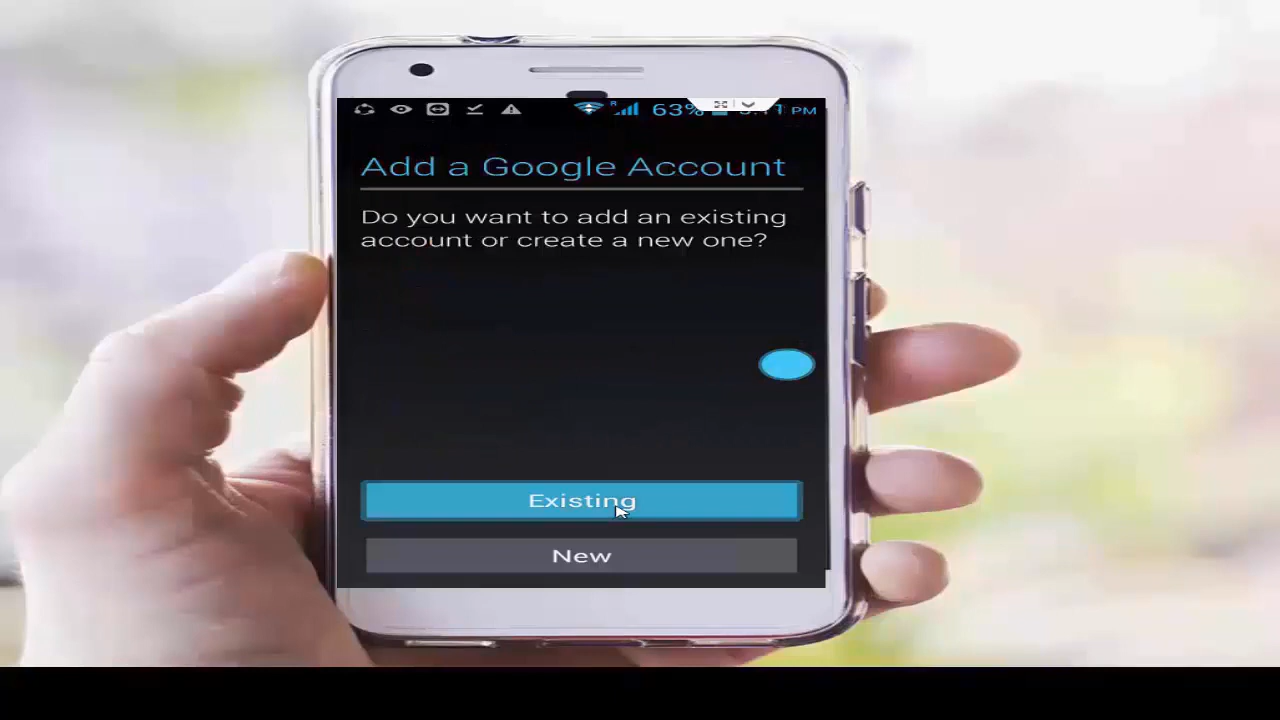 63% PM
Add a Google Account
Do you want to add an existing
account or create a new one?
Existing
New